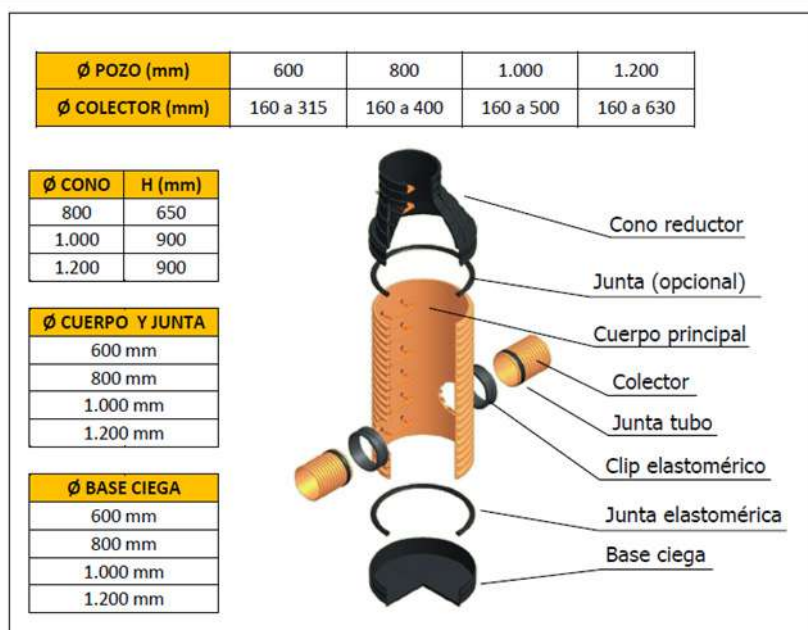 Ø POZO (mm) 600 800 1.000 1.200
Ø COLECTOR (mm) 160 a 315 160 a 400 160 a 500 160 a 630
Ø CONO H (mm)
800 650
1.000 900
1.200 900
Ø CUERPO Y JUNTA
600 mm
800 mm
1.000 mm
1.200 mm
Ø BASE CIEGA
600 mm
800 mm
1.000 mm
1.200 mm
Cono reductor
Junta (opcional)
Cuerpo principal
Colector
Junta tubo
Clip elastomérico
Junta elastomérica
Base ciega